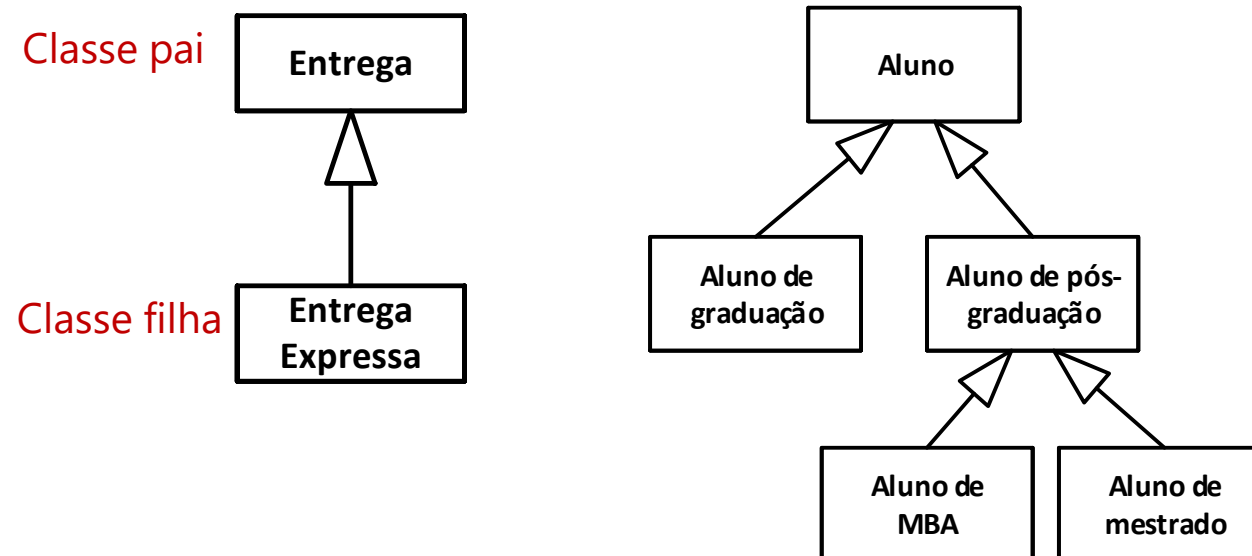 Classe pai
Entrega
Classe filha
Entrega
Expressa
Aluno
Aluno de
graduação
Aluno de pós-
graduação
Aluno de
MBA
Aluno de
mestrado